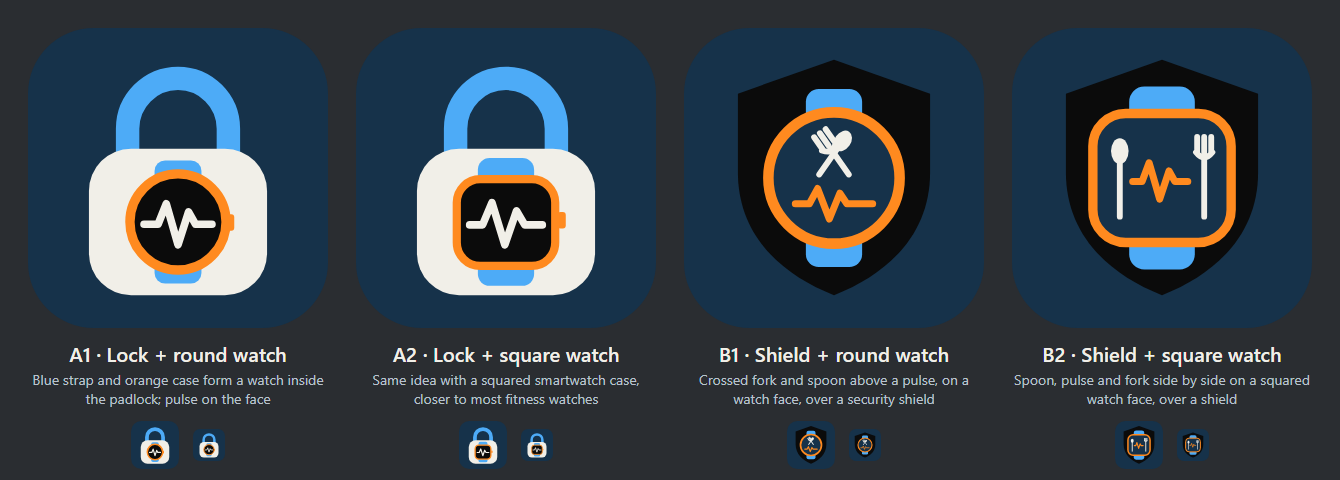 A1 · Lock + round watch
Blue strap and orange case form a watch inside
the padlock; pulse on the face
A2 · Lock + square watch
Same idea with a squared smartwatch case,
closer to most fitness watches
B1 · Shield + round watch
Crossed fork and spoon above a pulse, on a
watch face, over a security shield
B2 · Shield + square watch
Spoon, pulse and fork side by side on a squared
watch face, over a shield